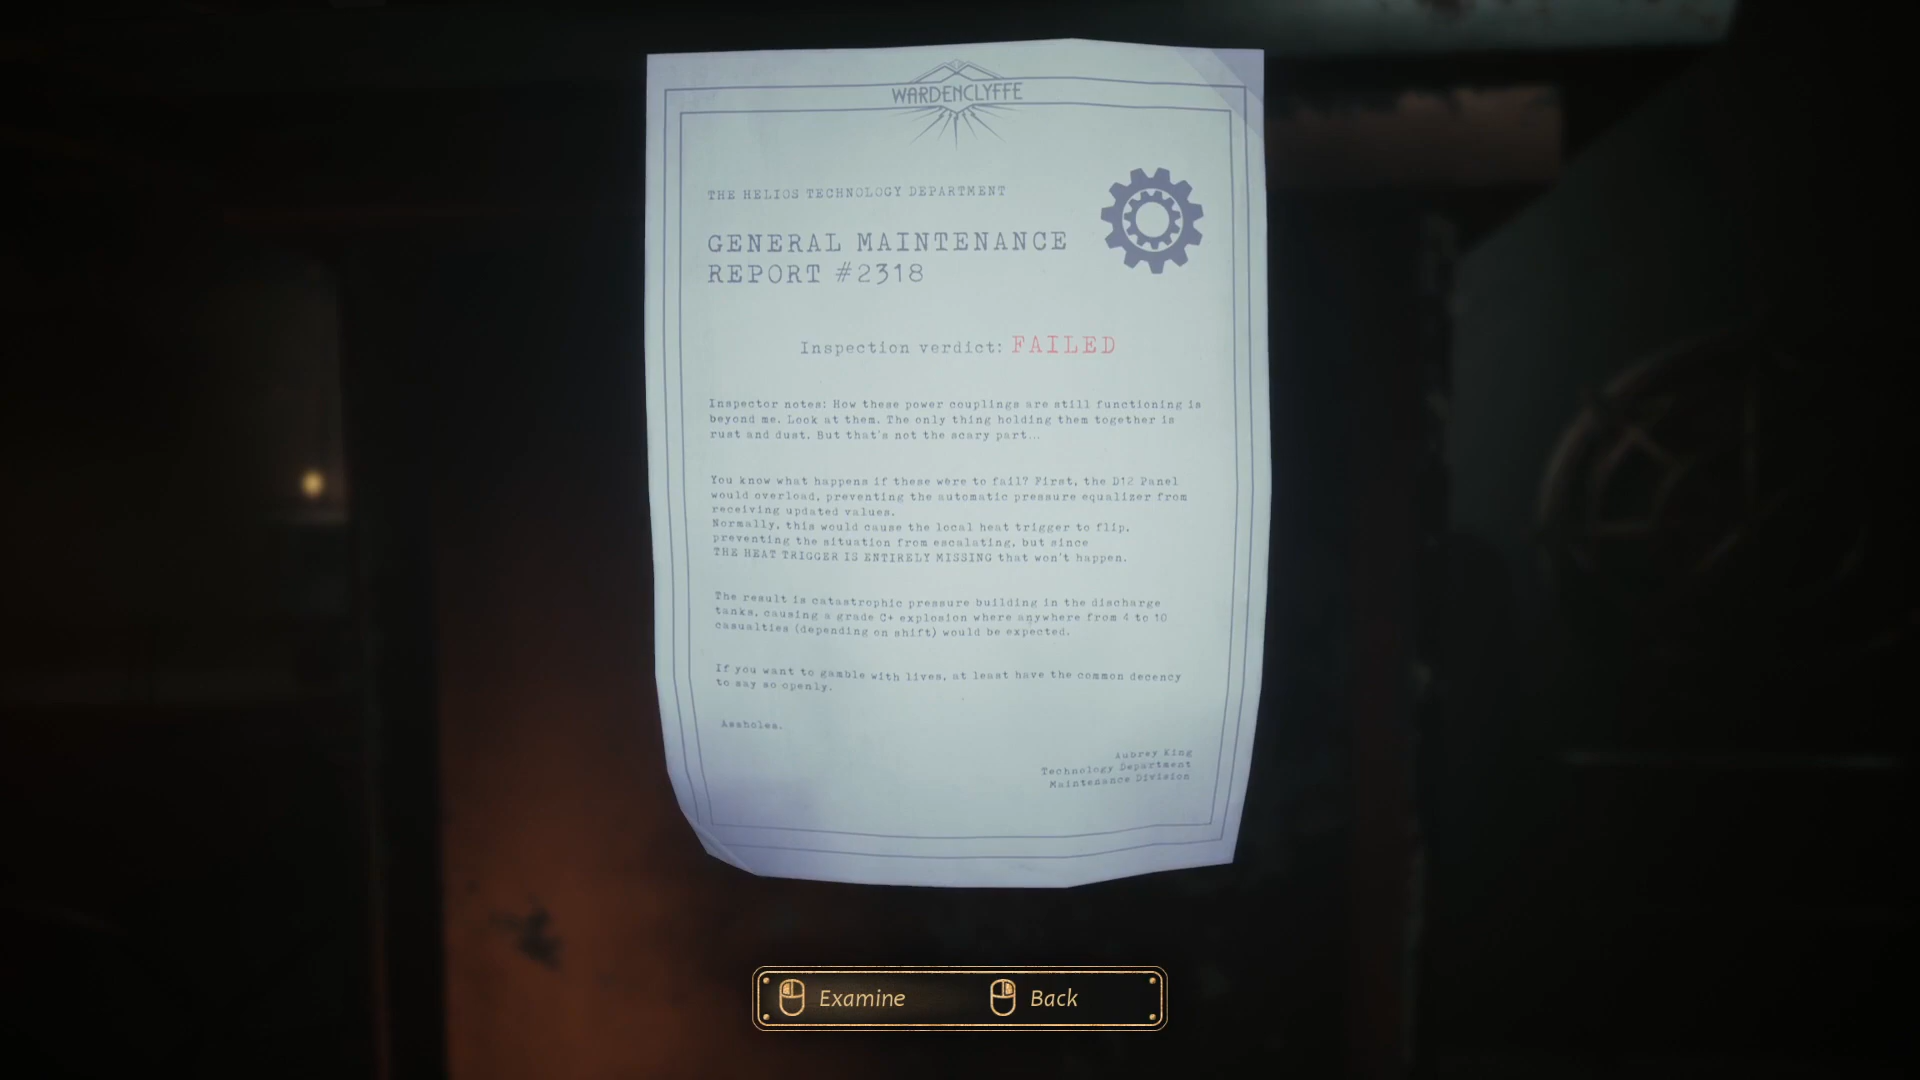 WARDENCLYFFE
THE HELIOS TECHNOLOGY DEPARTMENT
GENERAL MAINTENANCE
REPORT #2318
Inspection verdict: FAILED
Inspector notes: How these power couplings are still functioning is
beyond me. Look at them. The only thing holding them together is
rust and dust. But that's not the scary part...
You know what happens if these were to fail? First, the D12 Panel
would overload, preventing the automatic pressure equalizer from
receiving updated values.
Normally, this would cause the local heat trigger to flip,
preventing the situation from escalating, but since
THE HEAT TRIGGER IS ENTIRELY MISSING that won't happen.
The result is catastrophic pressure building in the discharge
tanks, causing a grade C+ explosion where anywhere from 4 to 10
casualties (depending on shift) would be expected.
If you want to gamble with lives, at least have the common decency
to say so openly.
Assholes.
Aubrey King
Technology Department
Maintenance Division
Examine
Back